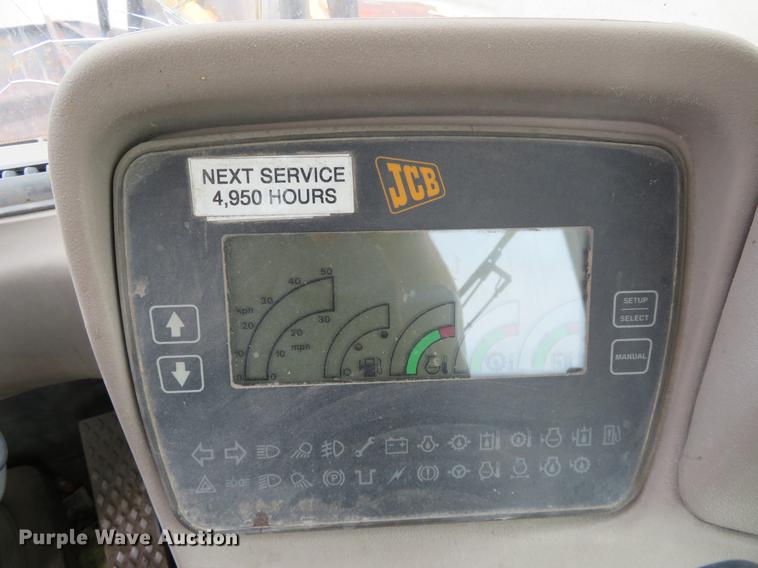 NEXT SERVICE
4,950 HOURS
JCB
50
40
kph 30
30
20
20
10
10
mph
0
0
SETUP
SELECT
MANUAL
P
Purple Wave Auction